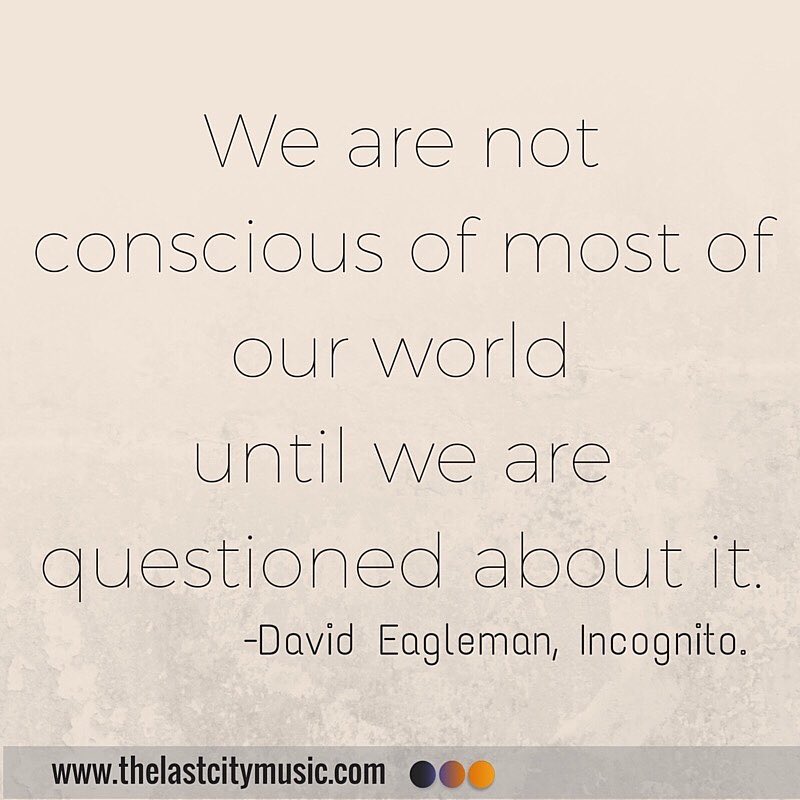 We are not
conscious of most of
our world
until we are
questioned about it.
-David Eagleman, Incognito.
www.thelastcitymusic.com